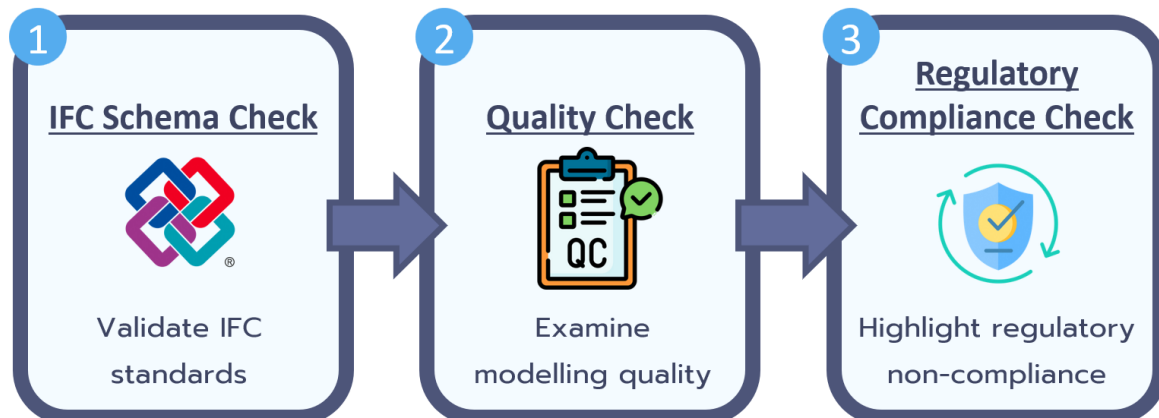 1
IFC Schema Check
®
Validate IFC
standards
2
Quality Check
QC
Examine
modelling quality
3
Regulatory
Compliance Check
Highlight regulatory
non-compliance